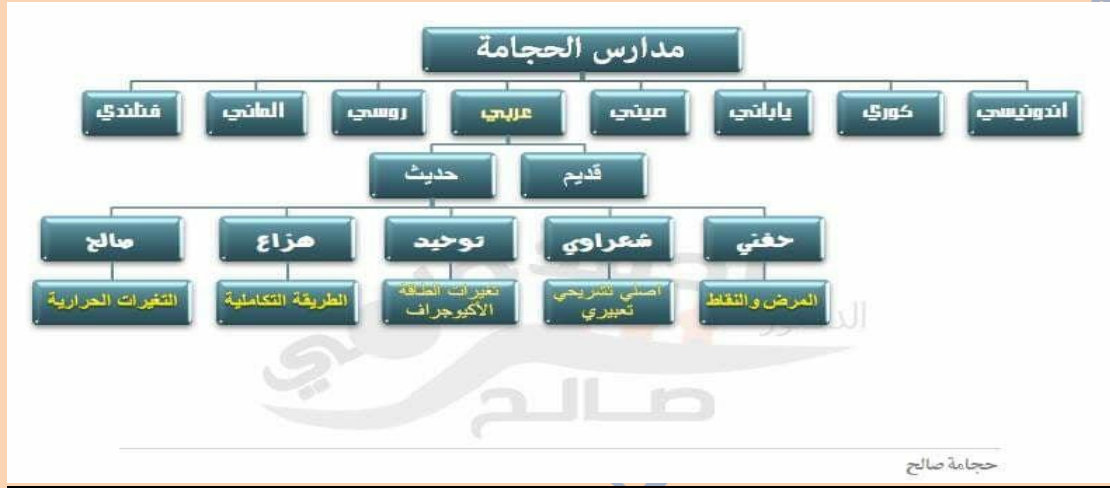 مدارس الحجامة
اندونيسي كوري ياباني صيني عربي روسي الماني فنلندي
قديم حديث
حفني شعراوي توحيد هزاع صالح
المرض والنقاط
اصلي تشريحي
تعبيري
تغيرات الطاقة
الأكيوجراف
الطريقة التكاملية
التغيرات الحرارية
صالح
حجامة صالح